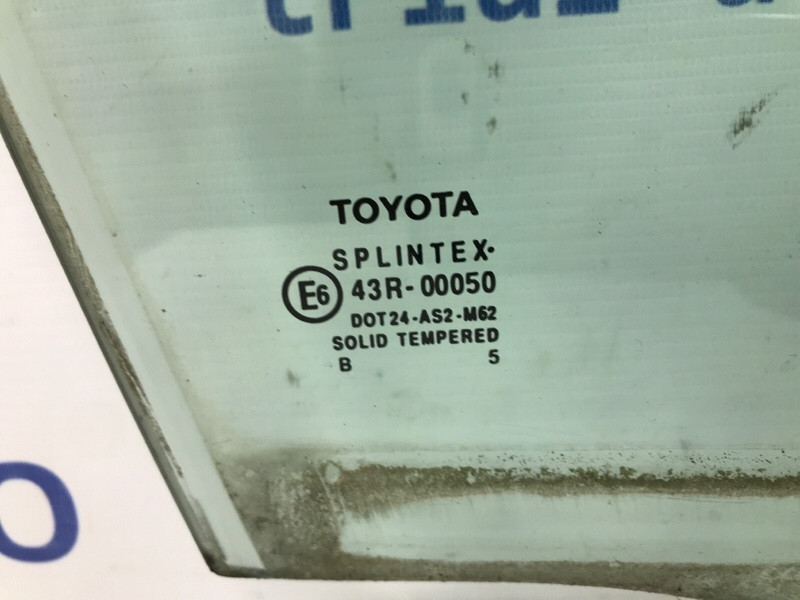 TOYOTA
SPLINTEX·
E6 43R-00050
DOT24-AS2-M62
SOLID TEMPERED
B 5
O